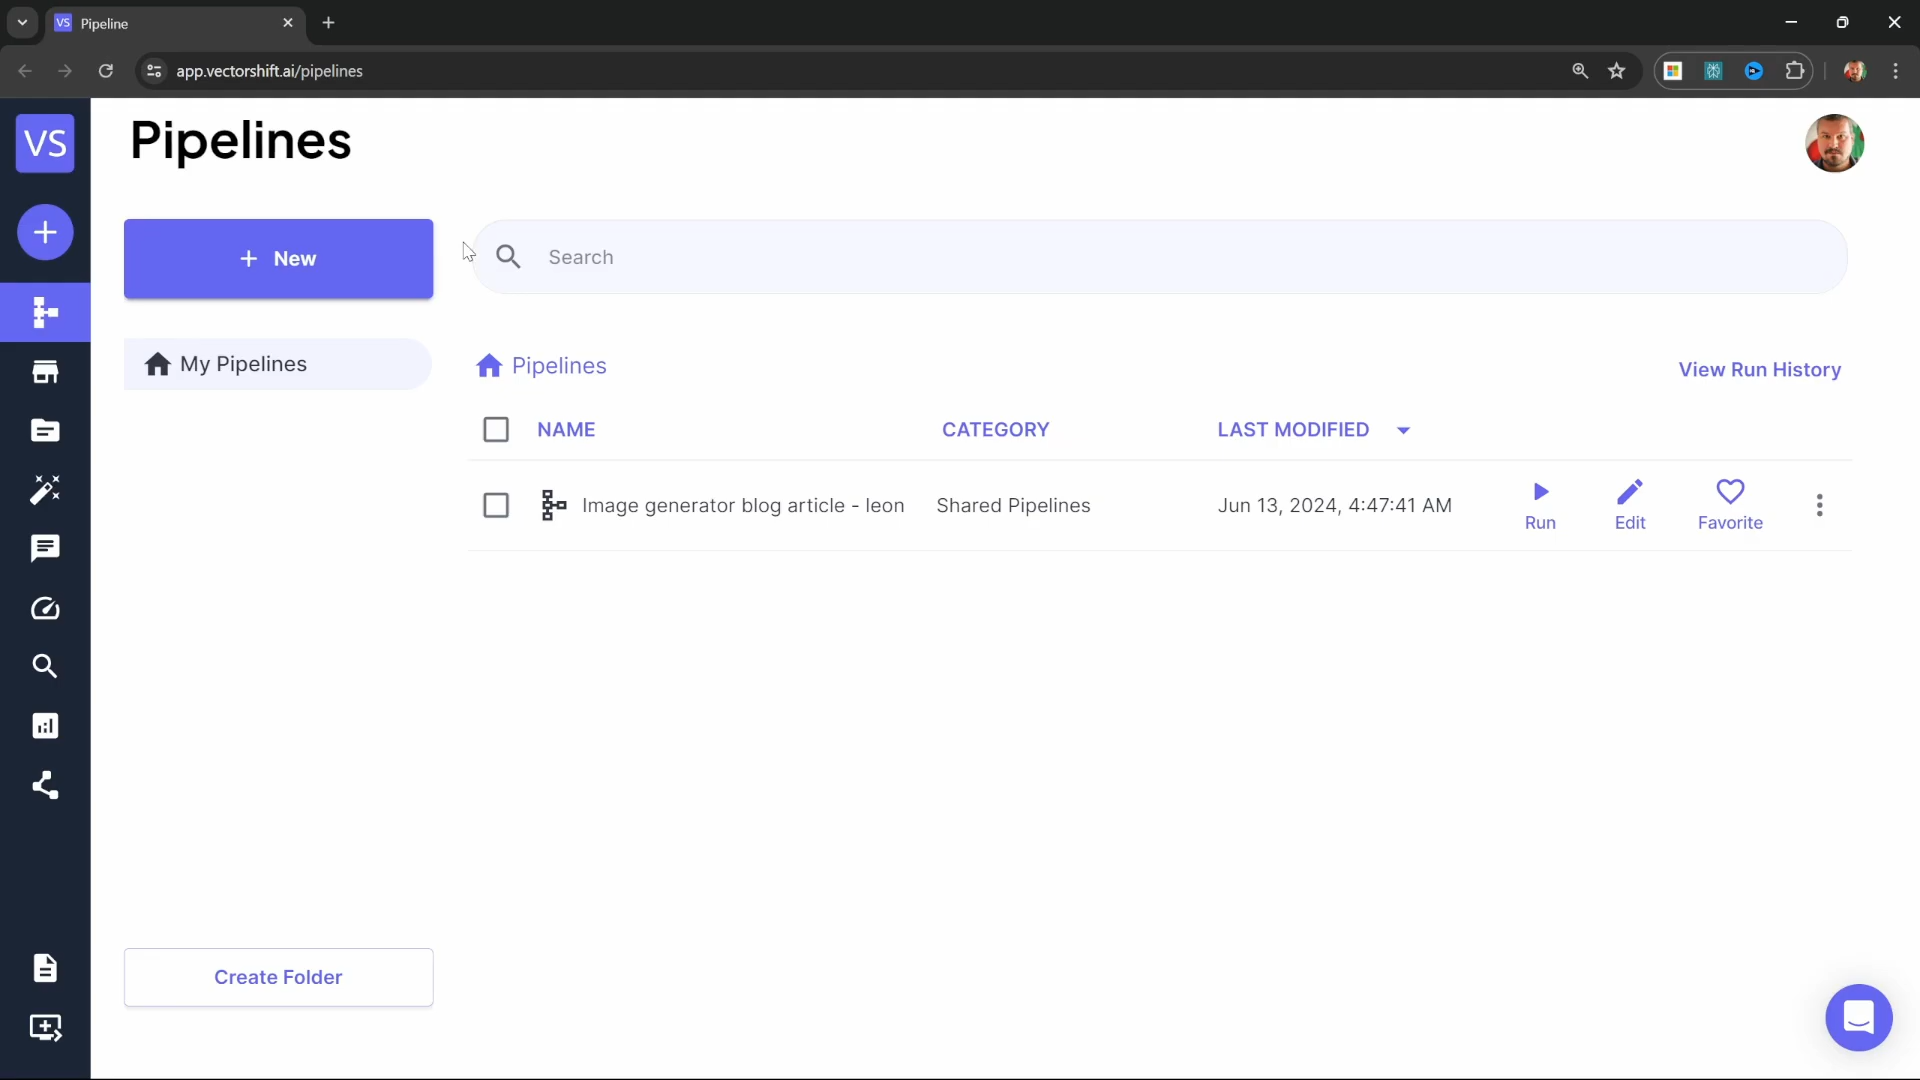 VS Pipeline
app.vectorshift.ai/pipelines
VS
Pipelines
+ New
Search
My Pipelines
Pipelines
View Run History
NAME CATEGORY LAST MODIFIED
Image generator blog article - leon Shared Pipelines Jun 13, 2024, 4:47:41 AM Run Edit Favorite
Create Folder